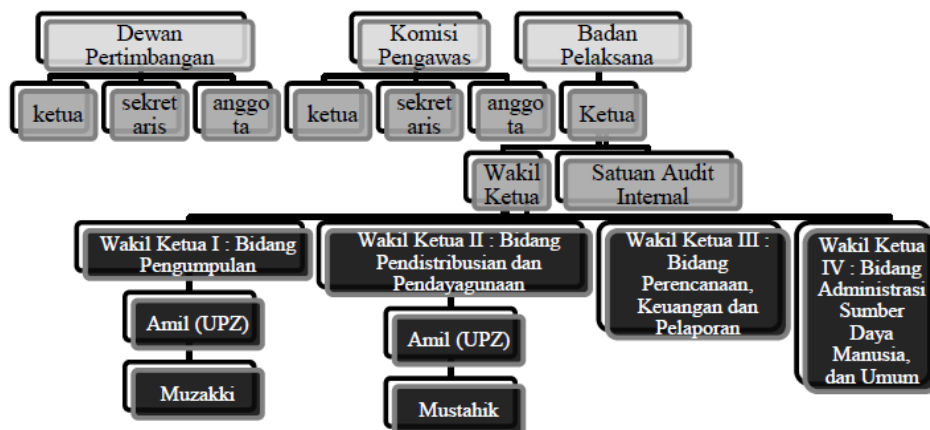 Dewan
Pertimbangan
Komisi
Pengawas
Badan
Pelaksana
ketua
sekret
aris
anggo
ta
ketua
sekret
aris
anggo
ta
Ketua
Wakil
Ketua
Satuan Audit
Internal
Wakil Ketua I : Bidang
Pengumpulan
Wakil Ketua II : Bidang
Pendistribusian dan
Pendayagunaan
Wakil Ketua III :
Bidang
Perencanaan,
Keuangan dan
Pelaporan
Wakil Ketua
IV : Bidang
Administrasi
Sumber
Daya
Manusia,
dan Umum
Amil (UPZ)
Amil (UPZ)
Muzakki
Mustahik